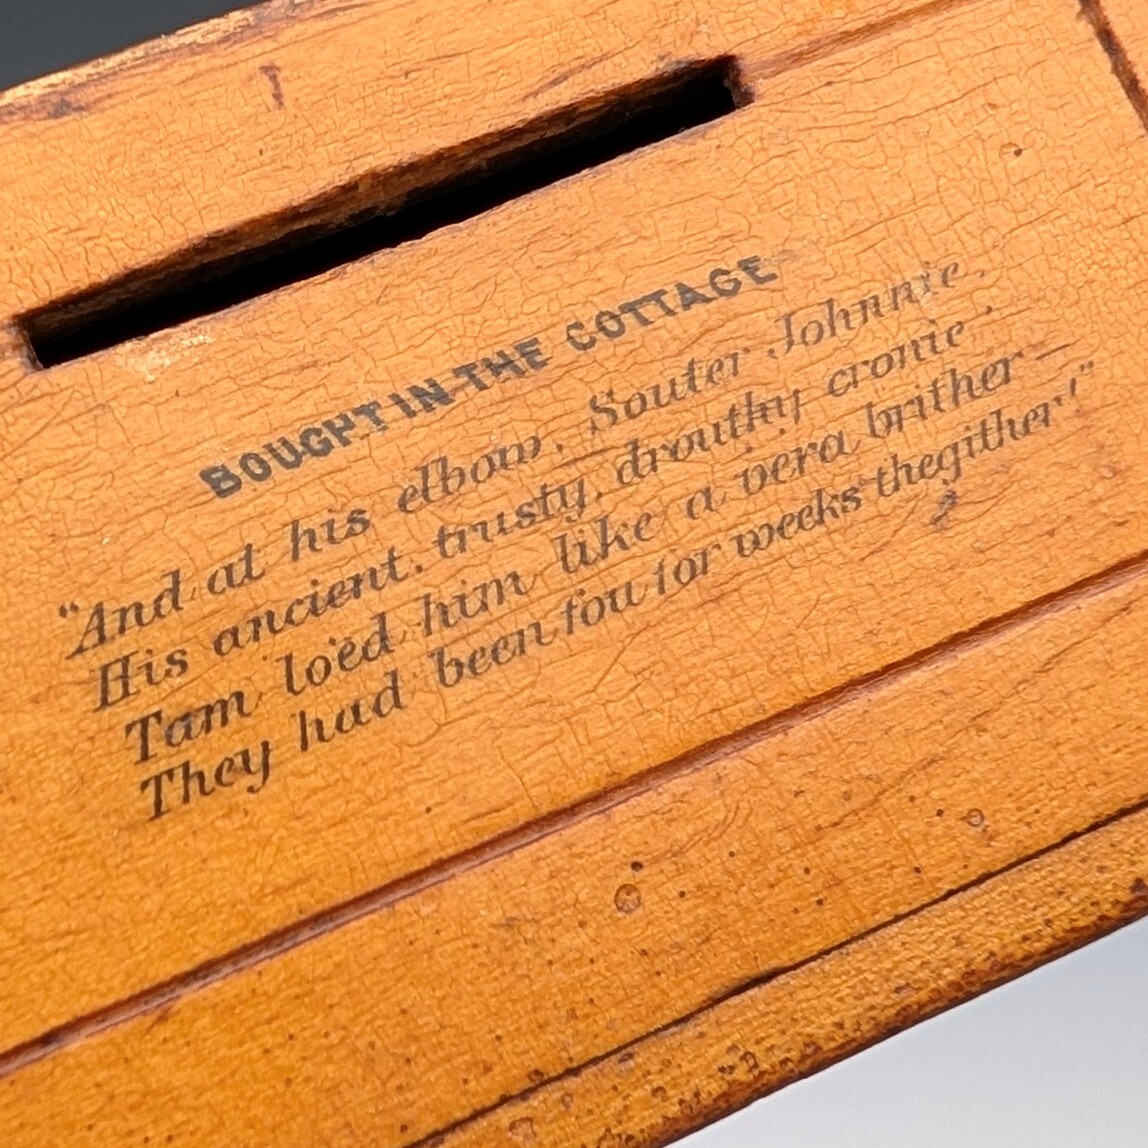 BOUGHT IN THE COTTAGE
"And at his elbow, Souter Johnnie,
His ancient, trusty, drouthy cronie,
Tam lo'ed him like a vera brither—
They had been fou for weeks thegither!"